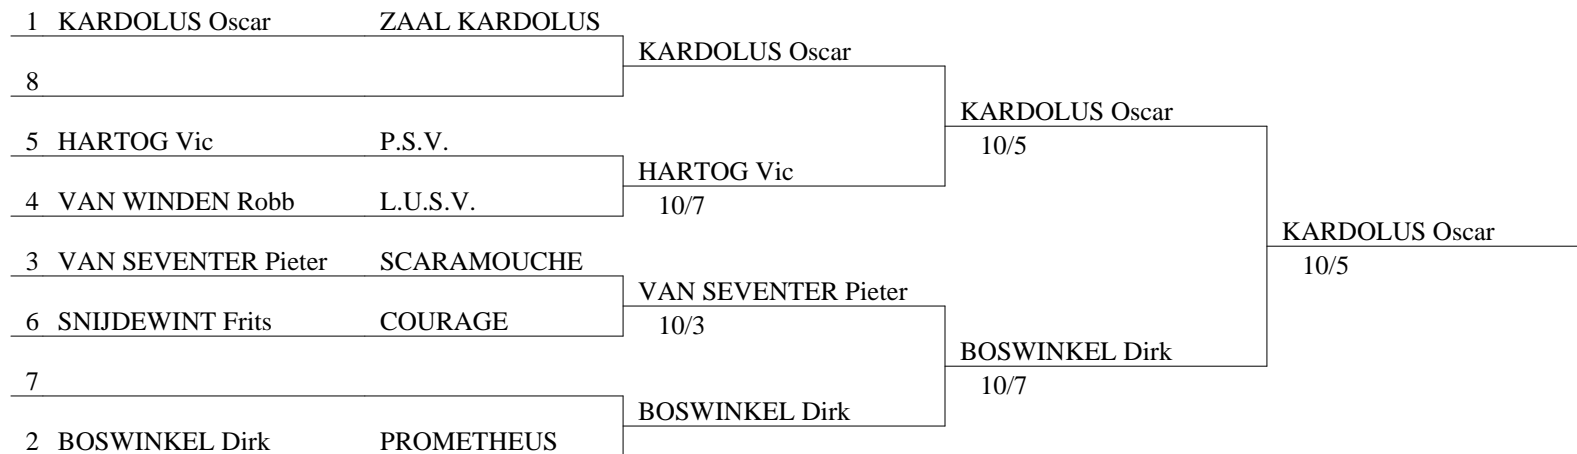 1 KARDOLUS Oscar ZAAL KARDOLUS
KARDOLUS Oscar
8
KARDOLUS Oscar
10/5
5 HARTOG Vic P.S.V.
HARTOG Vic
10/7
4 VAN WINDEN Robb L.U.S.V.
KARDOLUS Oscar
10/5
3 VAN SEVENTER Pieter SCARAMOUCHE
VAN SEVENTER Pieter
10/3
6 SNIJDEWINT Frits COURAGE
BOSWINKEL Dirk
10/7
7
BOSWINKEL Dirk
2 BOSWINKEL Dirk PROMETHEUS